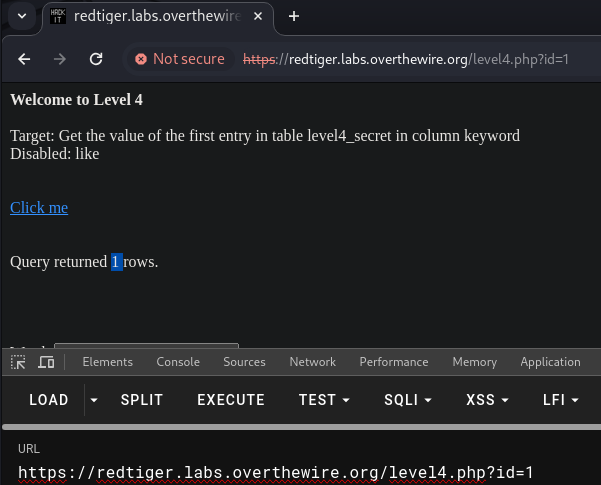 HACK IT redtiger.labs.overthewire
Not secure https://redtiger.labs.overthewire.org/level4.php?id=1
Welcome to Level 4
Target: Get the value of the first entry in table level4_secret in column keyword
Disabled: like
Click me
Query returned 1 rows.
Elements Console Sources Network Performance Memory Application
LOAD SPLIT EXECUTE TEST SQLI XSS LFI
URL
https://redtiger.labs.overthewire.org/level4.php?id=1